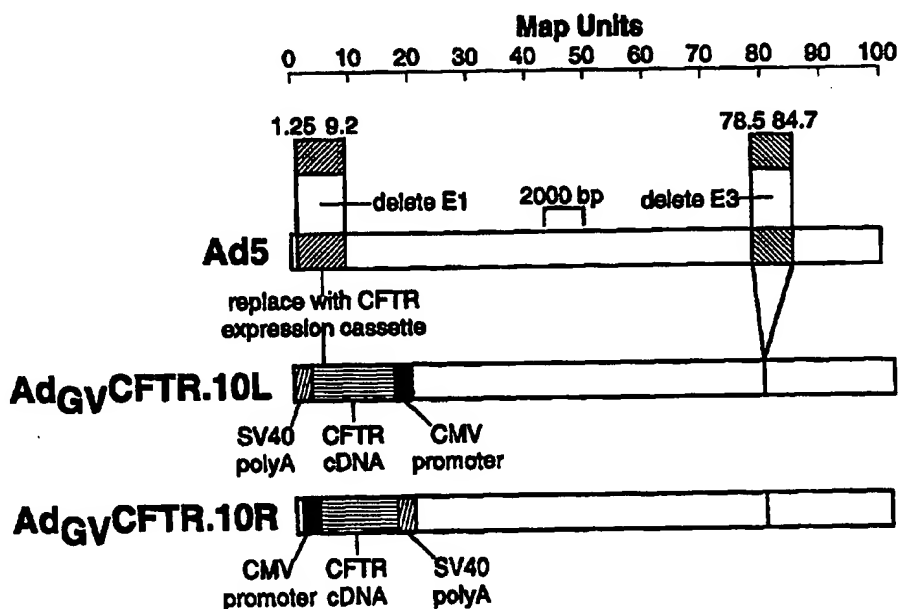 Map Units
0 10 20 30 40 50 60 70 80 90 100
1.25 9.2 78.5 84.7
delete E1 2000 bp delete E3
Ad5
replace with CFTR
expression cassette
AdGVCFTR.10L
SV40 CFTR CMV
polyA cDNA promoter
AdGVCFTR.10R
CMV CFTR SV40
promoter cDNA polyA